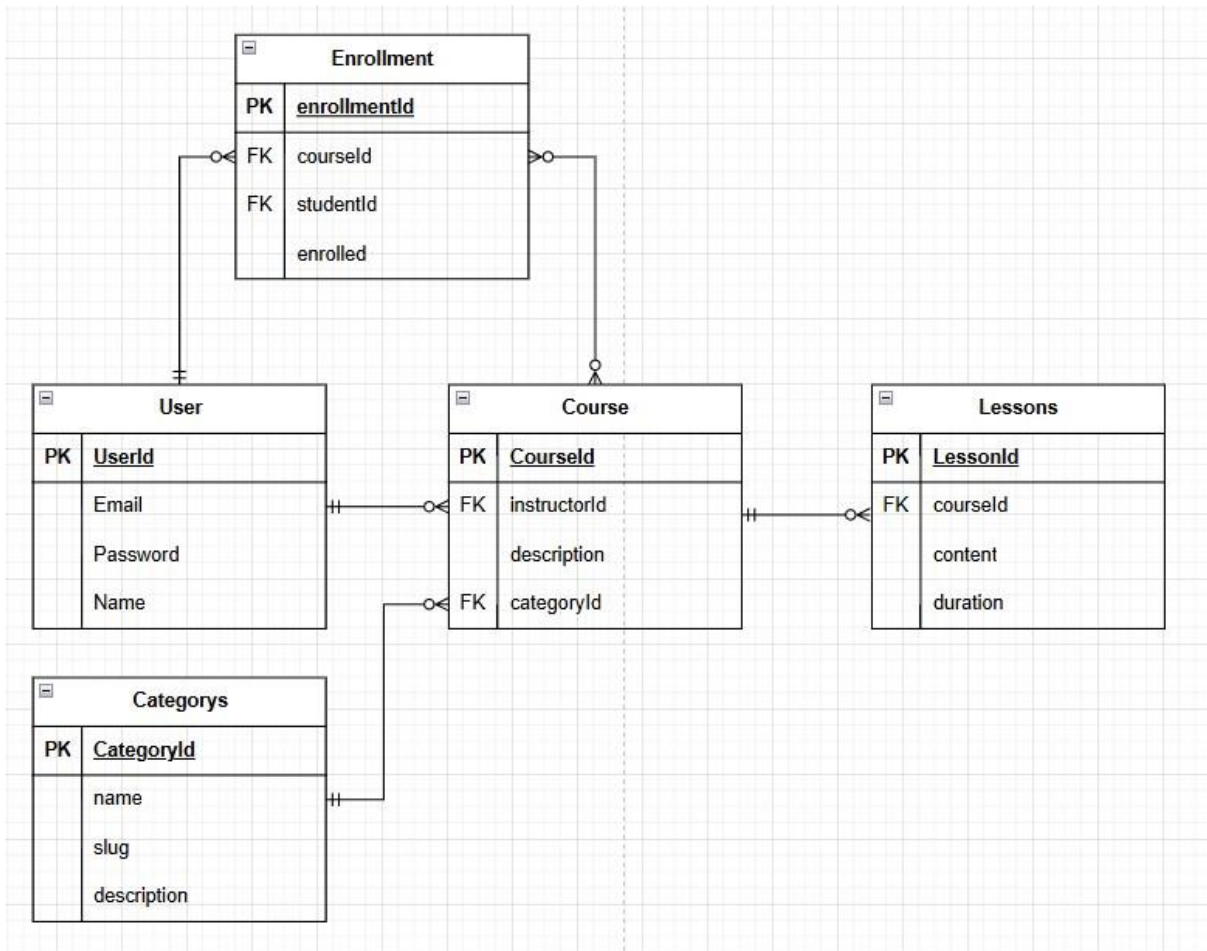 Enrollment
PK enrollmentId
FK courseId
FK studentId
enrolled
User
PK UserId
Email
Password
Name
Course
PK CourseId
FK instructorId
description
FK categoryId
Lessons
PK LessonId
FK courseId
content
duration
Categorys
PK CategoryId
name
slug
description